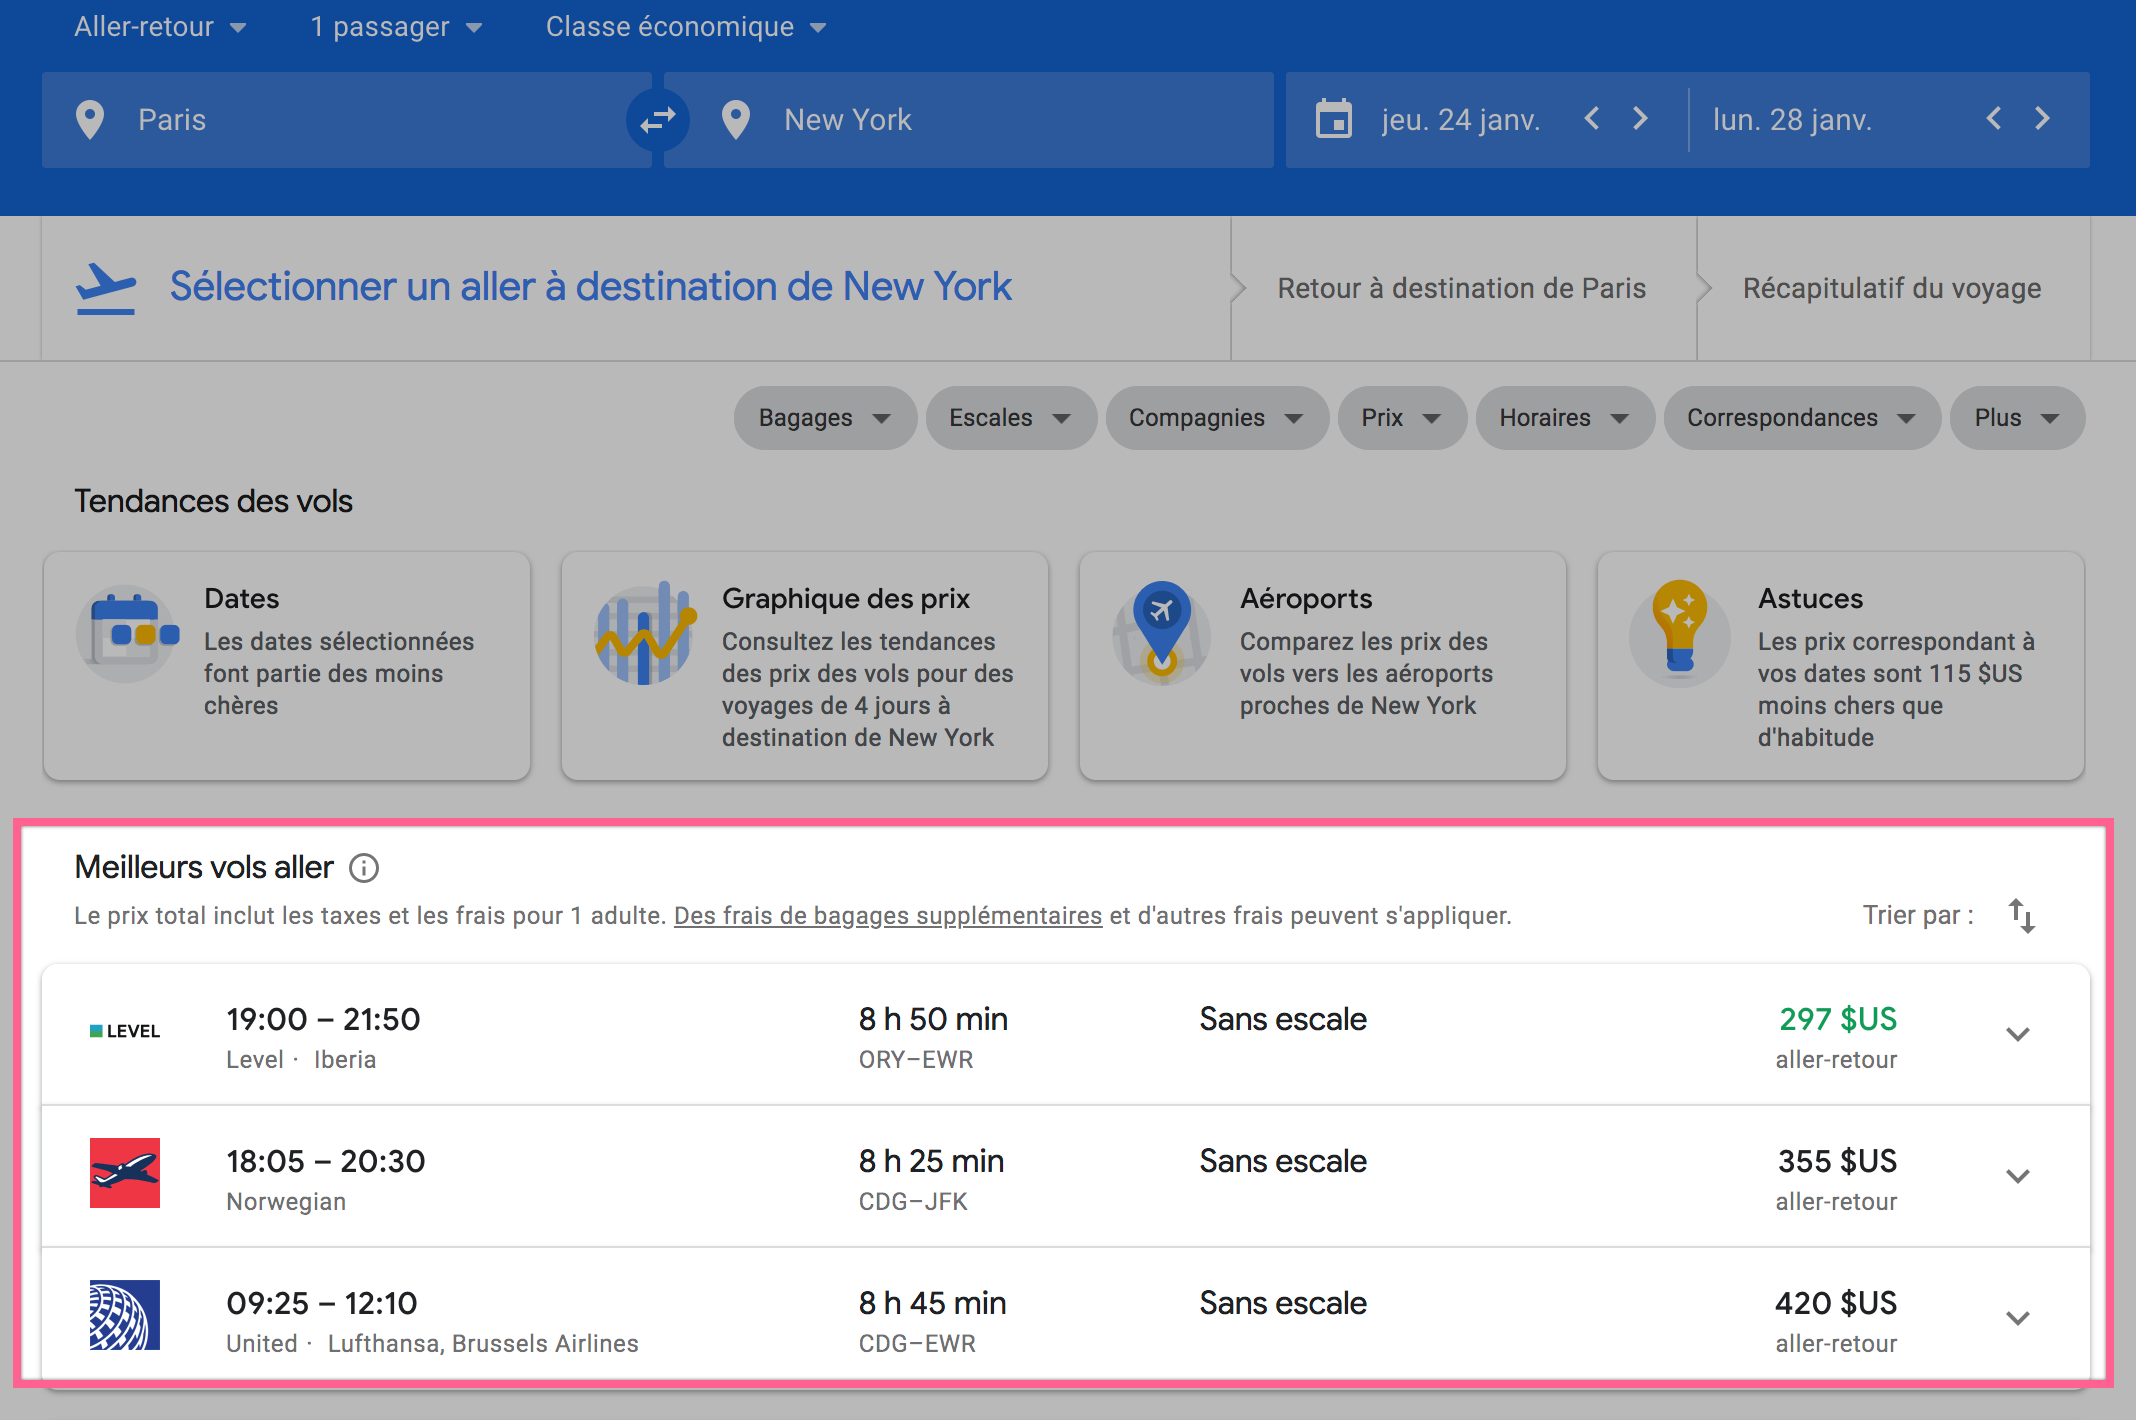 Aller-retour 1 passager Classe économique
Paris New York jeu. 24 janv. lun. 28 janv.
Sélectionner un aller à destination de New York
Retour à destination de Paris
Récapitulatif du voyage
Bagages Escales Compagnies Prix Horaires Correspondances Plus
Tendances des vols
Dates
Les dates sélectionnées
font partie des moins
chères
Graphique des prix
Consultez les tendances
des prix des vols pour des
voyages de 4 jours à
destination de New York
Aéroports
Comparez les prix des
vols vers les aéroports
proches de New York
Astuces
Les prix correspondant à
vos dates sont 115 $US
moins chers que
d'habitude
Meilleurs vols aller
Le prix total inclut les taxes et les frais pour 1 adulte. Des frais de bagages supplémentaires et d'autres frais peuvent s'appliquer.
Trier par :
LEVEL
19:00 – 21:50 8 h 50 min Sans escale 297 $US
Level · Iberia ORY–EWR aller-retour
18:05 – 20:30 8 h 25 min Sans escale 355 $US
Norwegian CDG–JFK aller-retour
09:25 – 12:10 8 h 45 min Sans escale 420 $US
United · Lufthansa, Brussels Airlines CDG–EWR aller-retour